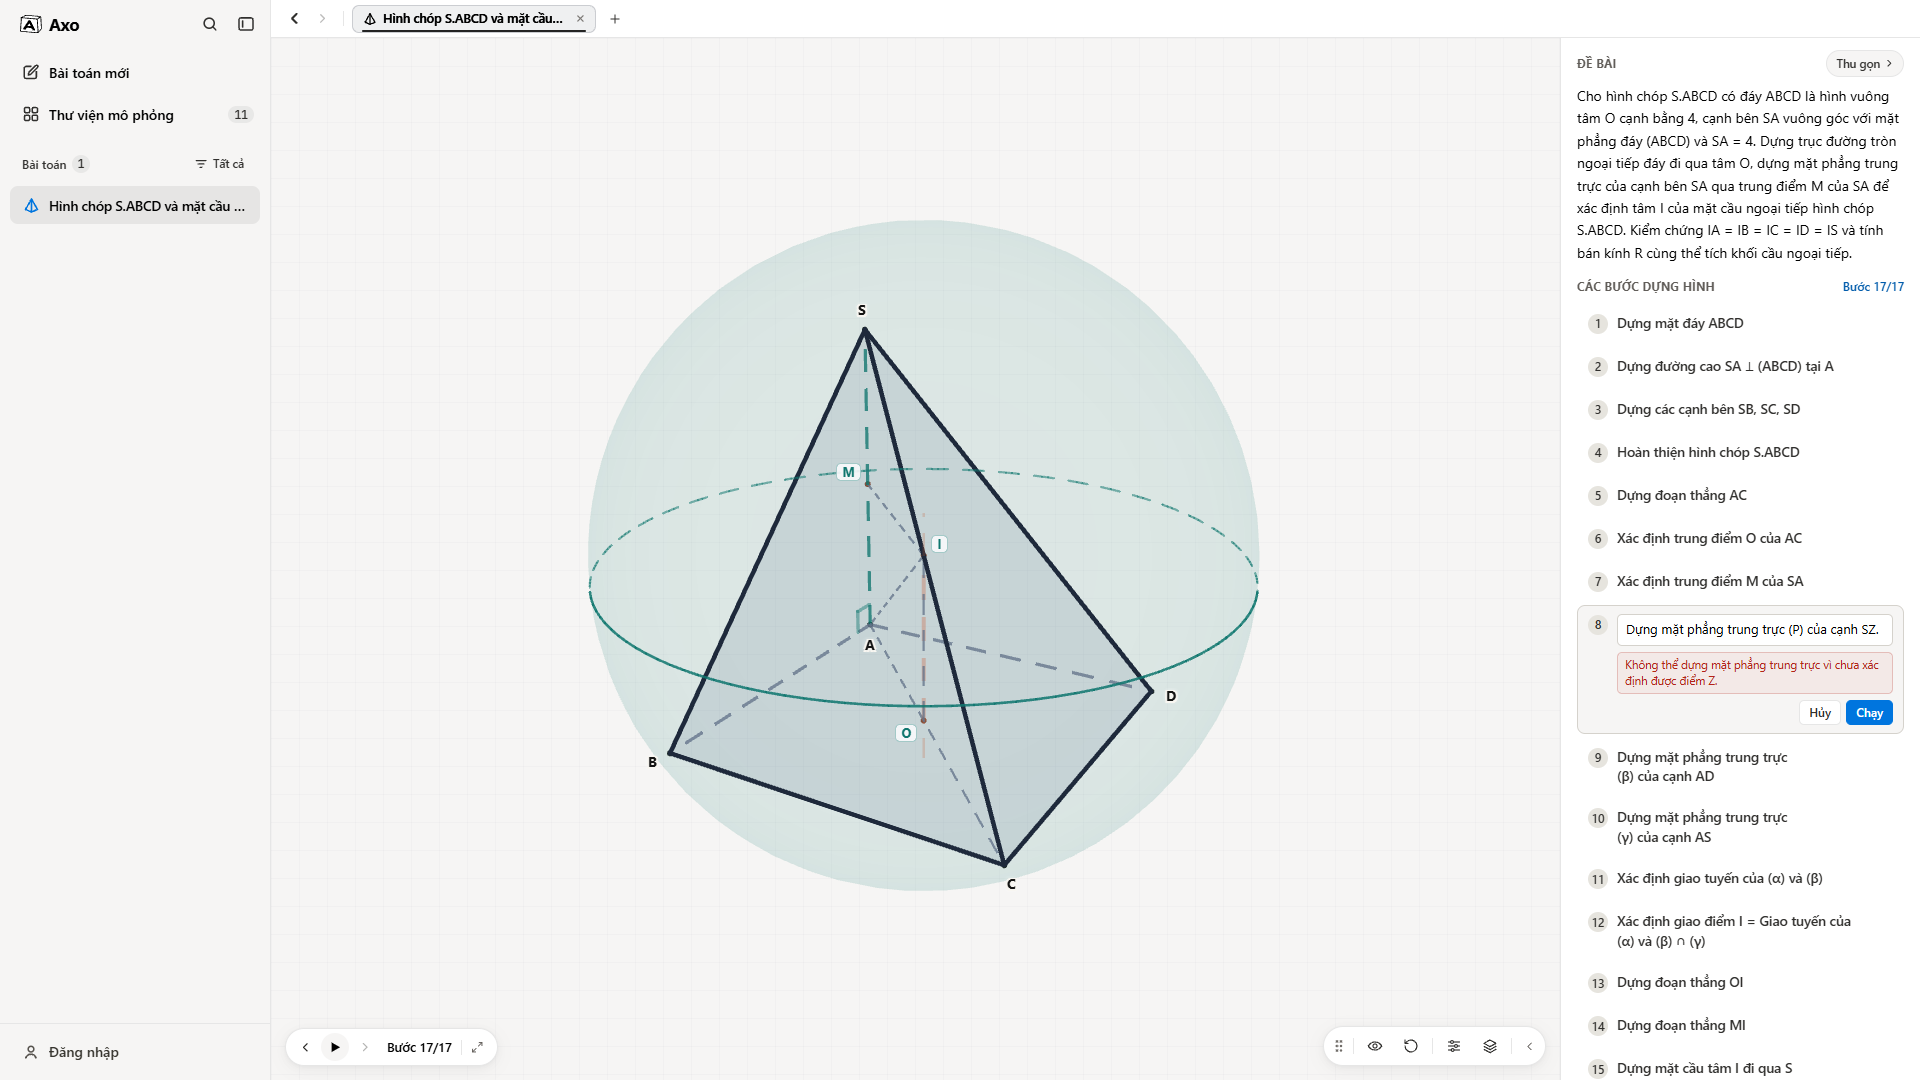 Axo
Bài toán mới
Thư viện mô phỏng 11
Bài toán 1 Tất cả
Hình chóp S.ABCD và mặt cầu ...
Đăng nhập
Hình chóp S.ABCD và mặt cầu...
S
M
I
A
D
O
B
C
Bước 17/17
ĐỀ BÀI
Thu gọn
Cho hình chóp S.ABCD có đáy ABCD là hình vuông
tâm O cạnh bằng 4, cạnh bên SA vuông góc với mặt
phẳng đáy (ABCD) và SA = 4. Dựng trục đường tròn
ngoại tiếp đáy đi qua tâm O, dựng mặt phẳng trung
trực của cạnh bên SA qua trung điểm M của SA để
xác định tâm I của mặt cầu ngoại tiếp hình chóp
S.ABCD. Kiểm chứng IA = IB = IC = ID = IS và tính
bán kính R cùng thể tích khối cầu ngoại tiếp.
CÁC BƯỚC DỰNG HÌNH Bước 17/17
1 Dựng mặt đáy ABCD
2 Dựng đường cao SA ⊥ (ABCD) tại A
3 Dựng các cạnh bên SB, SC, SD
4 Hoàn thiện hình chóp S.ABCD
5 Dựng đoạn thẳng AC
6 Xác định trung điểm O của AC
7 Xác định trung điểm M của SA
8 Dựng mặt phẳng trung trực (P) của cạnh SZ.
Không thể dựng mặt phẳng trung trực vì chưa xác
định được điểm Z.
Hủy Chạy
9 Dựng mặt phẳng trung trực
(β) của cạnh AD
10 Dựng mặt phẳng trung trực
(γ) của cạnh AS
11 Xác định giao tuyến của (α) và (β)
12 Xác định giao điểm I = Giao tuyến của
(α) và (β) ∩ (γ)
13 Dựng đoạn thẳng OI
14 Dựng đoạn thẳng MI
15 Dựng mặt cầu tâm I đi qua S